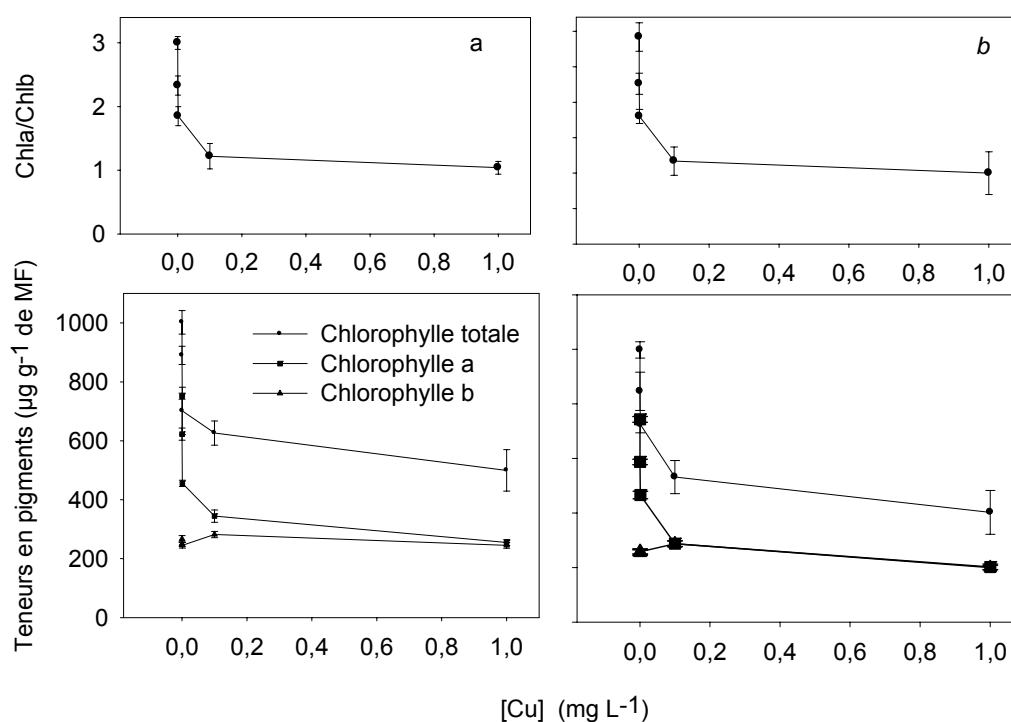 a
b
Chla/Chlb
3
2
1
0
0,0 0,2 0,4 0,6 0,8 1,0
0,0 0,2 0,4 0,6 0,8 1,0
Teneurs en pigments (µg g-1 de MF)
1000
800
600
400
200
0
Chlorophylle totale
Chlorophylle a
Chlorophylle b
0,0 0,2 0,4 0,6 0,8 1,0
0,0 0,2 0,4 0,6 0,8 1,0
[Cu] (mg L-1)